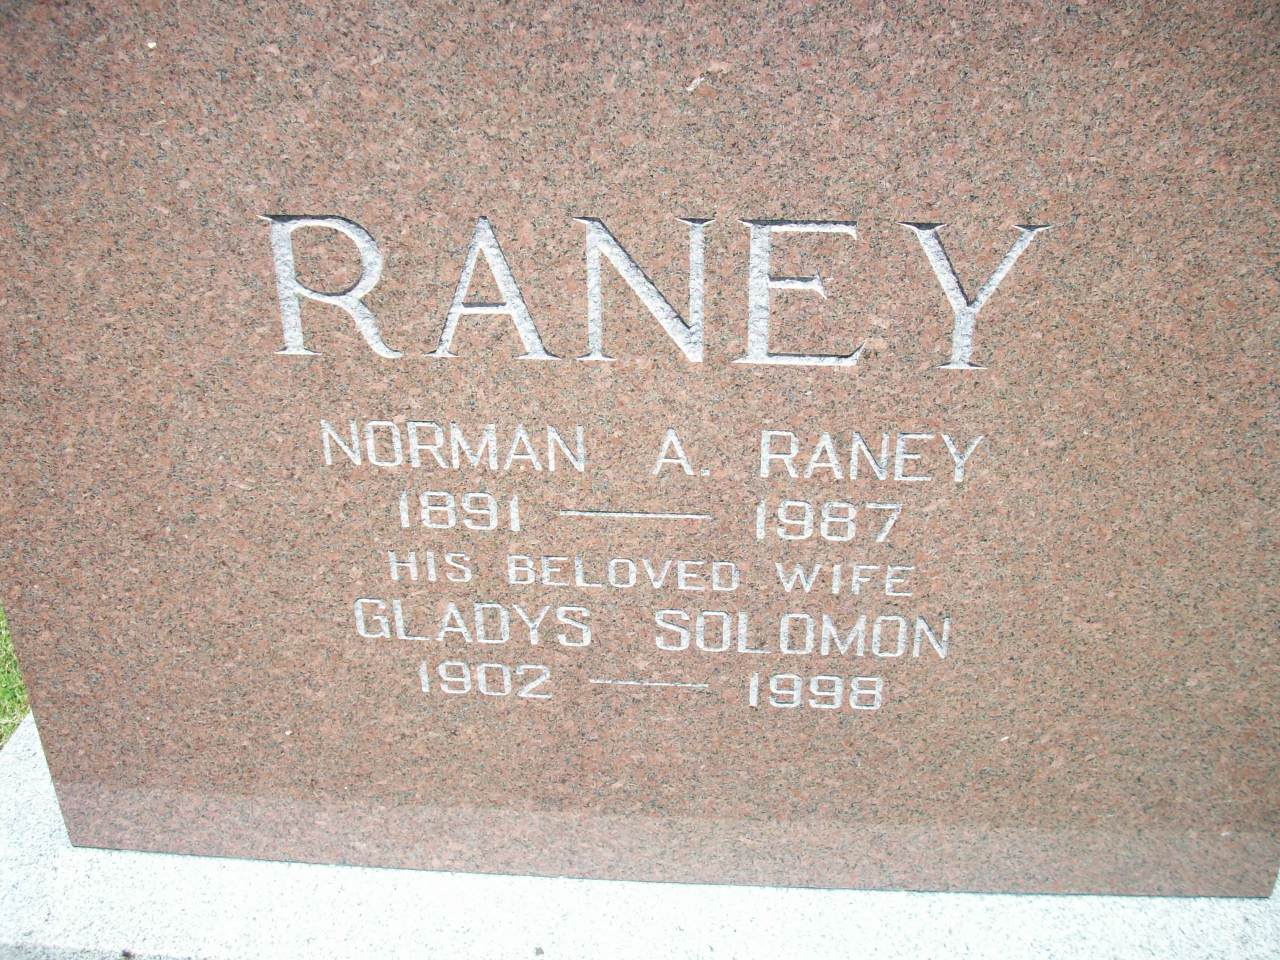 RANEY
NORMAN A. RANEY
1891 — 1987
HIS BELOVED WIFE
GLADYS SOLOMON
1902 — 1998